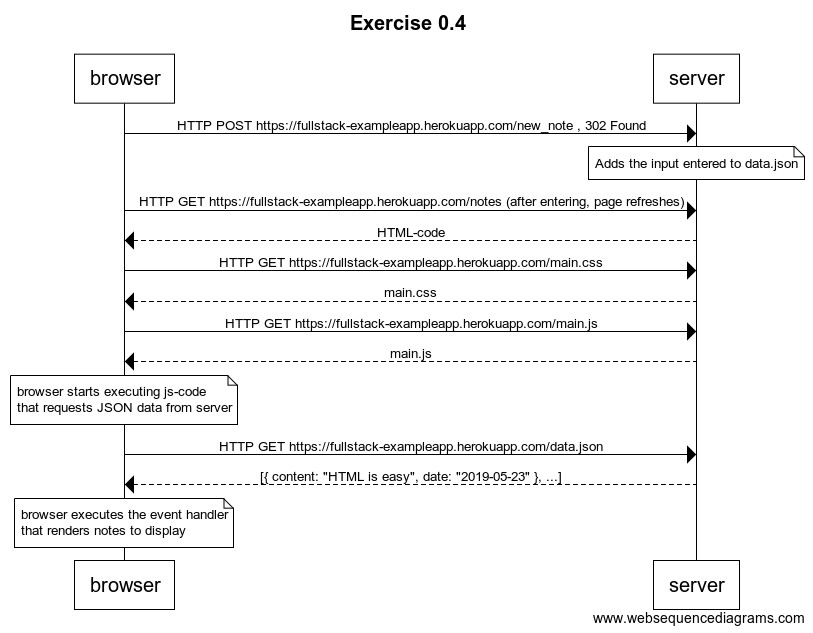 Exercise 0.4
browser
server
HTTP POST https://fullstack-exampleapp.herokuapp.com/new_note , 302 Found
Adds the input entered to data.json
HTTP GET https://fullstack-exampleapp.herokuapp.com/notes (after entering, page refreshes)
HTML-code
HTTP GET https://fullstack-exampleapp.herokuapp.com/main.css
main.css
HTTP GET https://fullstack-exampleapp.herokuapp.com/main.js
main.js
browser starts executing js-code
that requests JSON data from server
HTTP GET https://fullstack-exampleapp.herokuapp.com/data.json
[{ content: "HTML is easy", date: "2019-05-23" }, ...]
browser executes the event handler
that renders notes to display
browser
server
www.websequencediagrams.com